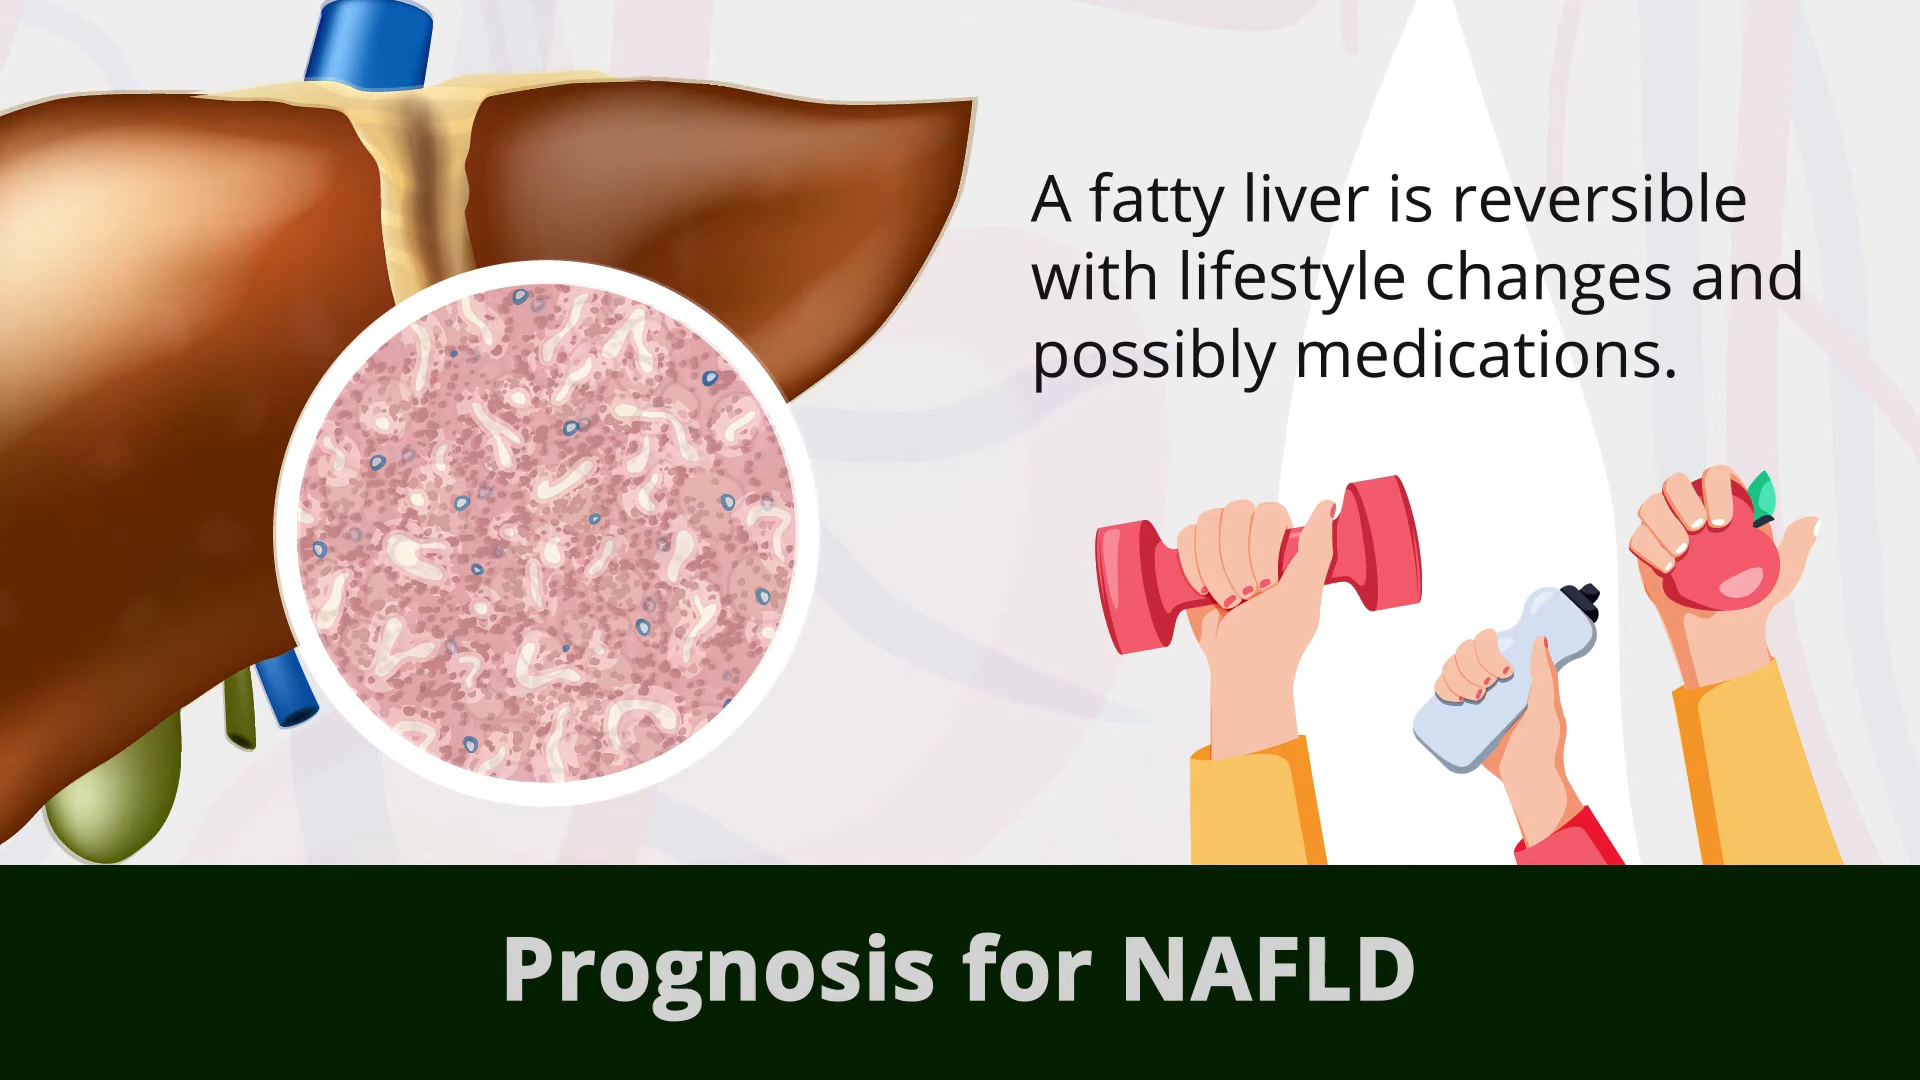 A fatty liver is reversible
with lifestyle changes and
possibly medications.
Prognosis for NAFLD